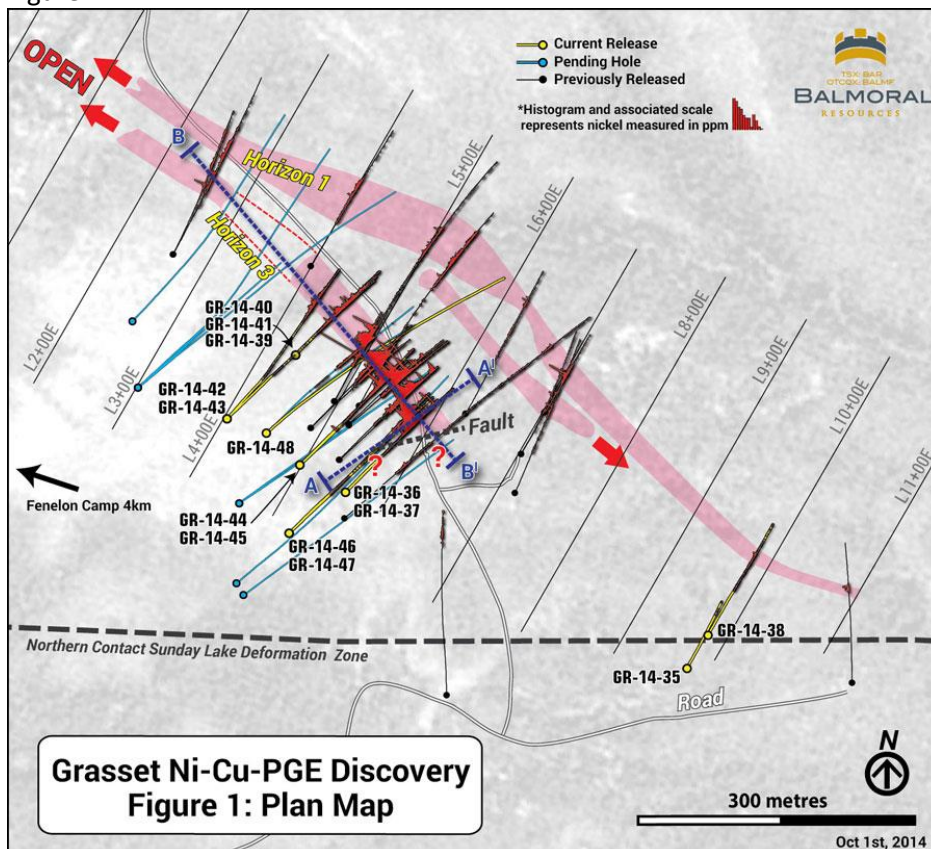 OPEN
Current Release
Pending Hole
Previously Released
*Histogram and associated scale
represents nickel measured in ppm
TSX: BAR
OTCQX: BALMF
BALMORAL
RESOURCES
B
Horizon 1
Horizon 3
L2+00E
L3+00E
L4+00E
L5+00E
L6+00E
L8+00E
L9+00E
L10+00E
L11+00E
GR-14-40
GR-14-41
GR-14-39
GR-14-42
GR-14-43
GR-14-48
A'
Fault
?
?
A
B'
Fenelon Camp 4km
GR-14-36
GR-14-37
GR-14-44
GR-14-45
GR-14-46
GR-14-47
GR-14-38
GR-14-35
Northern Contact Sunday Lake Deformation Zone
Road
Grasset Ni-Cu-PGE Discovery
Figure 1: Plan Map
N
300 metres
Oct 1st, 2014